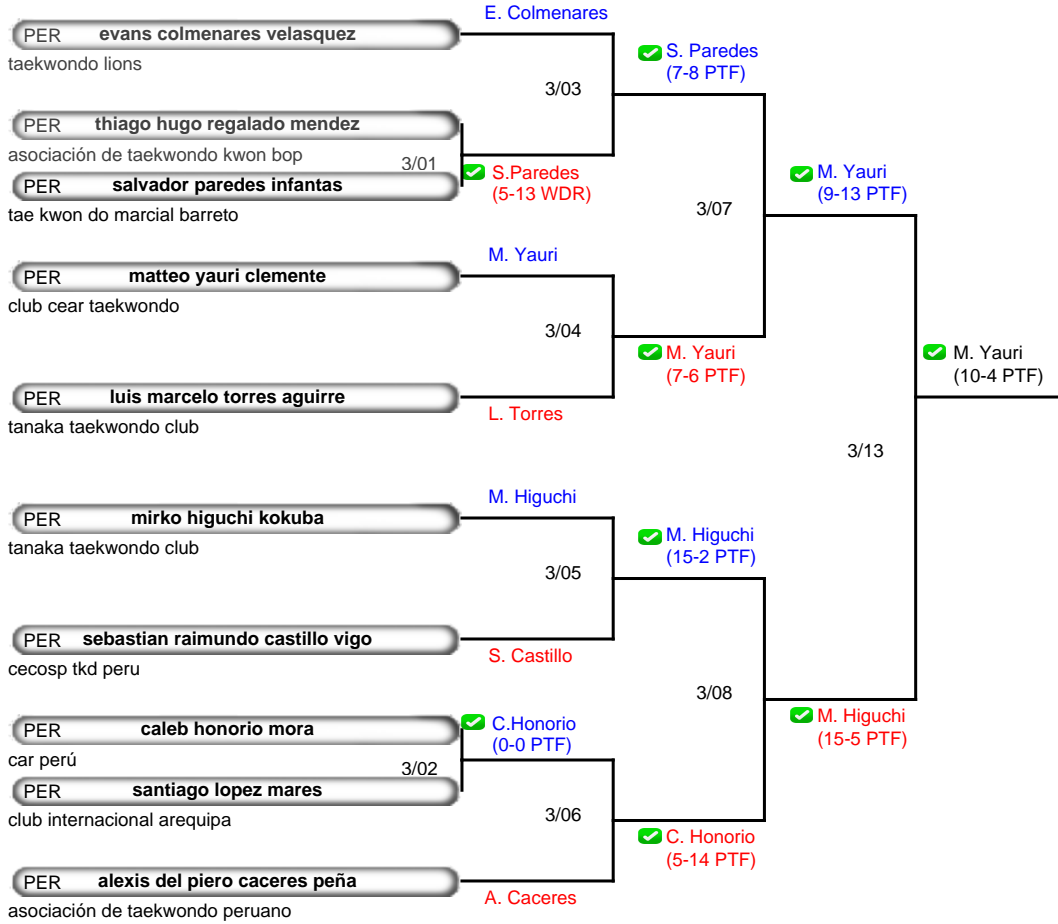 E. Colmenares
PER evans colmenares velasquez
taekwondo lions
S. Paredes
(7-8 PTF)
3/03
PER thiago hugo regalado mendez
asociación de taekwondo kwon bop
3/01
S.Paredes
(5-13 WDR)
PER salvador paredes infantas
tae kwon do marcial barreto
M. Yauri
(9-13 PTF)
3/07
M. Yauri
PER matteo yauri clemente
club cear taekwondo
3/04
M. Yauri
(7-6 PTF)
M. Yauri
(10-4 PTF)
PER luis marcelo torres aguirre
tanaka taekwondo club
L. Torres
3/13
M. Higuchi
PER mirko higuchi kokuba
tanaka taekwondo club
M. Higuchi
(15-2 PTF)
3/05
PER sebastian raimundo castillo vigo
cecosp tkd peru
S. Castillo
3/08
M. Higuchi
(15-5 PTF)
PER caleb honorio mora
car perú
C.Honorio
(0-0 PTF)
3/02
PER santiago lopez mares
club internacional arequipa
3/06
C. Honorio
(5-14 PTF)
PER alexis del piero caceres peña
asociación de taekwondo peruano
A. Caceres